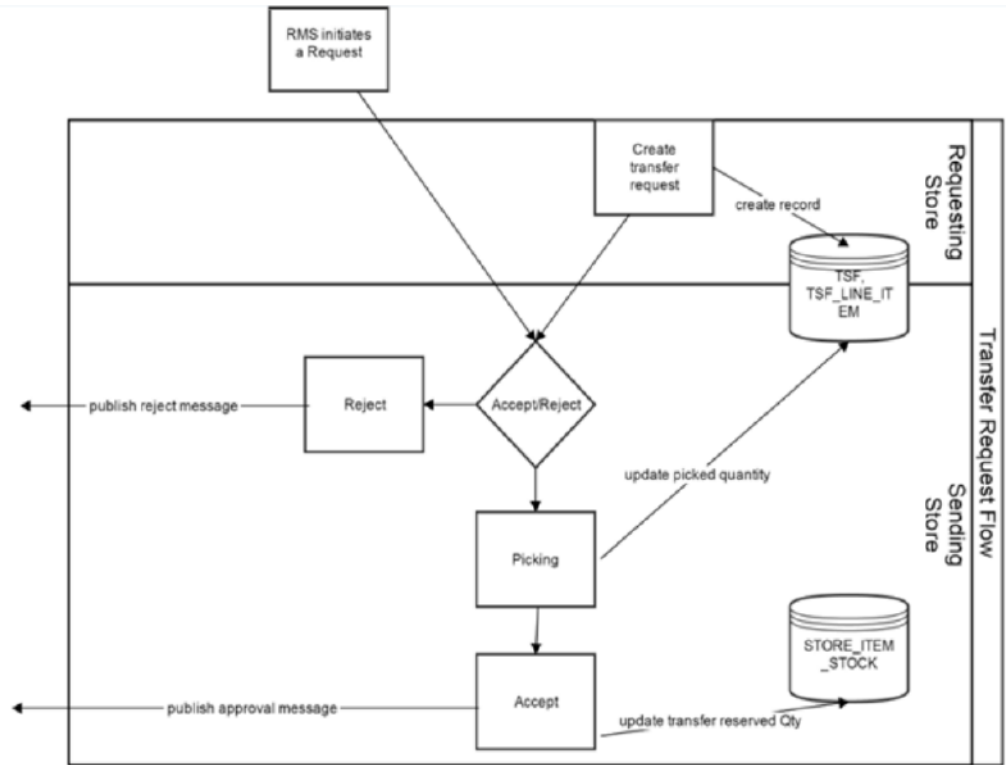 RMS initiates
a Request
Create
transfer
request
create record
Requesting
Store
TSF,
TSF_LINE_IT
EM
Transfer Request Flow
Accept/Reject
Reject
publish reject message
update picked quantity
Sending
Store
Picking
STORE_ITEM
_STOCK
Accept
publish approval message
update transfer reserved Qty